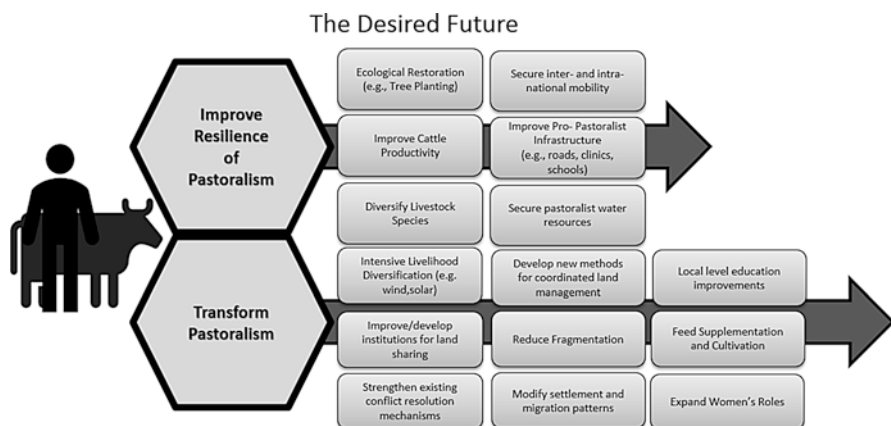 The Desired Future
Improve
Resilience
of
Pastoralism
Ecological Restoration
(e.g., Tree Planting)
Secure inter- and intra-
national mobility
Improve Cattle
Productivity
Improve Pro- Pastoralist
Infrastructure
(e.g., roads, clinics,
schools)
Diversify Livestock
Species
Secure pastoralist water
resources
Transform
Pastoralism
Intensive Livelihood
Diversification (e.g.
wind,solar)
Develop new methods
for coordinated land
management
Local level education
improvements
Improve/develop
institutions for land
sharing
Reduce Fragmentation
Feed Supplementation
and Cultivation
Strengthen existing
conflict resolution
mechanisms
Modify settlement and
migration patterns
Expand Women's Roles